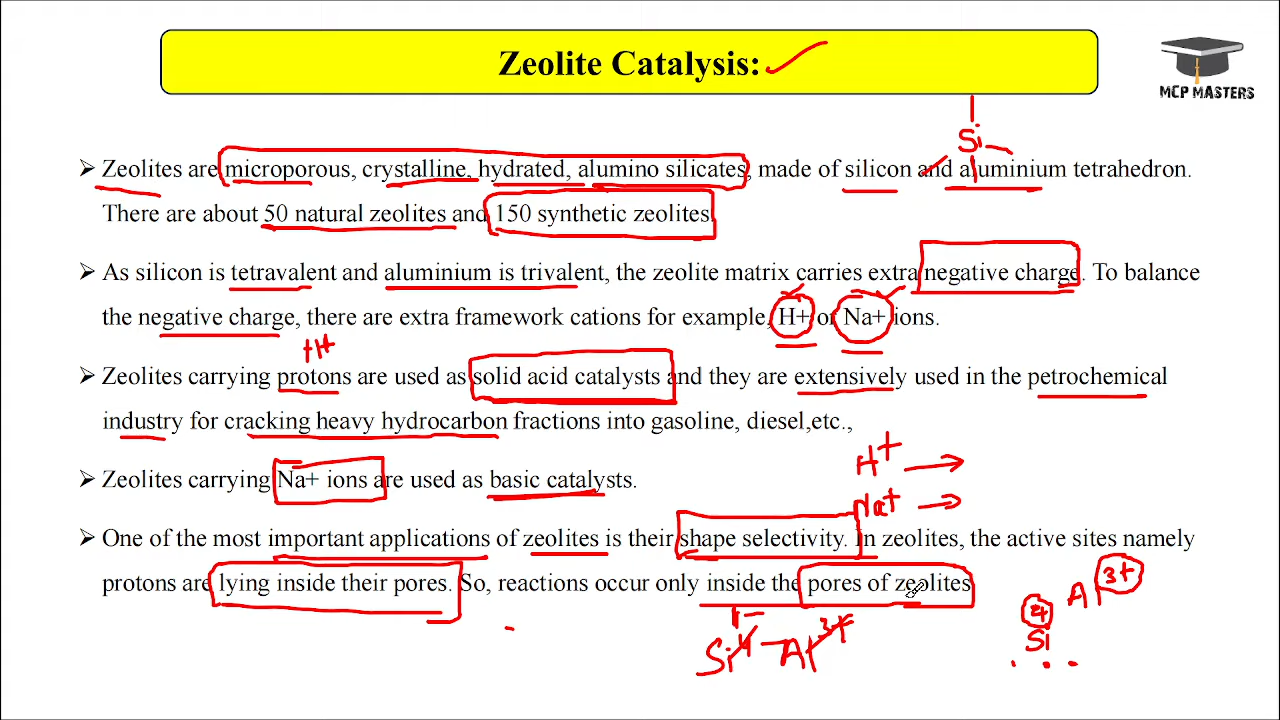 Zeolite Catalysis:
MCP MASTERS
Si
➢ Zeolites are microporous, crystalline, hydrated, alumino silicates, made of silicon and aluminium tetrahedron.
There are about 50 natural zeolites and 150 synthetic zeolites
➢ As silicon is tetravalent and aluminium is trivalent, the zeolite matrix carries extra negative charge. To balance
the negative charge, there are extra framework cations for example, H+ or Na+ ions.
H+
➢ Zeolites carrying protons are used as solid acid catalysts and they are extensively used in the petrochemical
industry for cracking heavy hydrocarbon fractions into gasoline, diesel,etc.,
H+ →
➢ Zeolites carrying Na+ ions are used as basic catalysts.
Na+ →
➢ One of the most important applications of zeolites is their shape selectivity. In zeolites, the active sites namely
protons are lying inside their pores. So, reactions occur only inside the pores of zeolites
Al 3+
Si
Si Al 3+